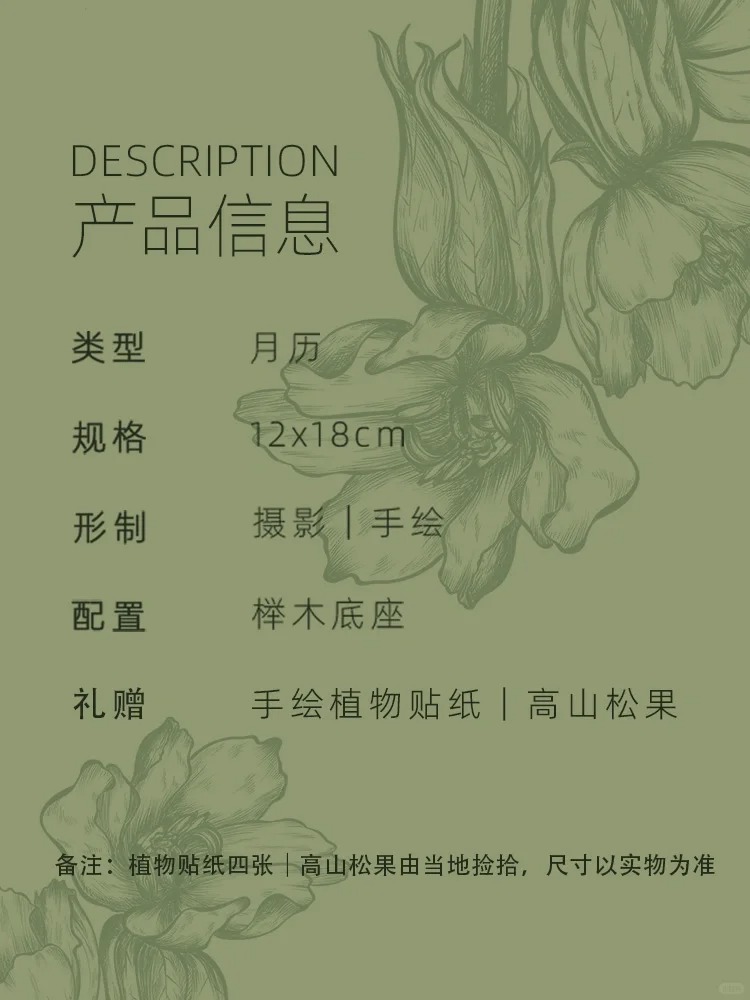 DESCRIPTION
产品信息
类型 月历
规格 12x18cm
形制 摄影｜手绘
配置 榉木底座
礼赠 手绘植物贴纸｜高山松果
备注：植物贴纸四张｜高山松果由当地捡拾，尺寸以实物为准